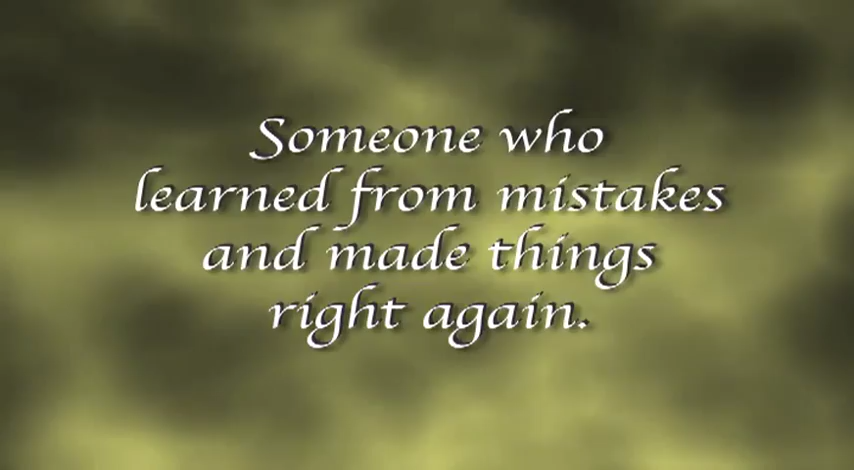 Someone who
learned from mistakes
and made things
right again.